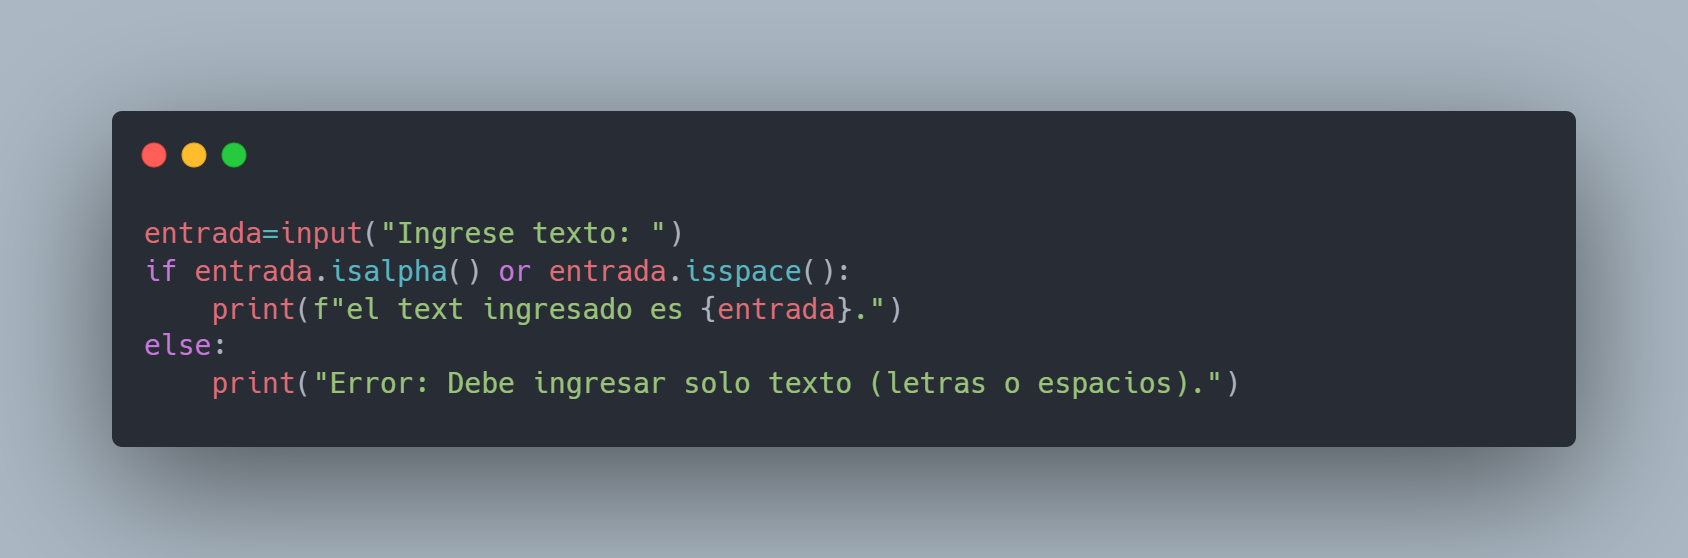 entrada=input("Ingrese texto: ")
if entrada.isalpha() or entrada.isspace():
    print(f"el text ingresado es {entrada}.")
else:
    print("Error: Debe ingresar solo texto (letras o espacios).")